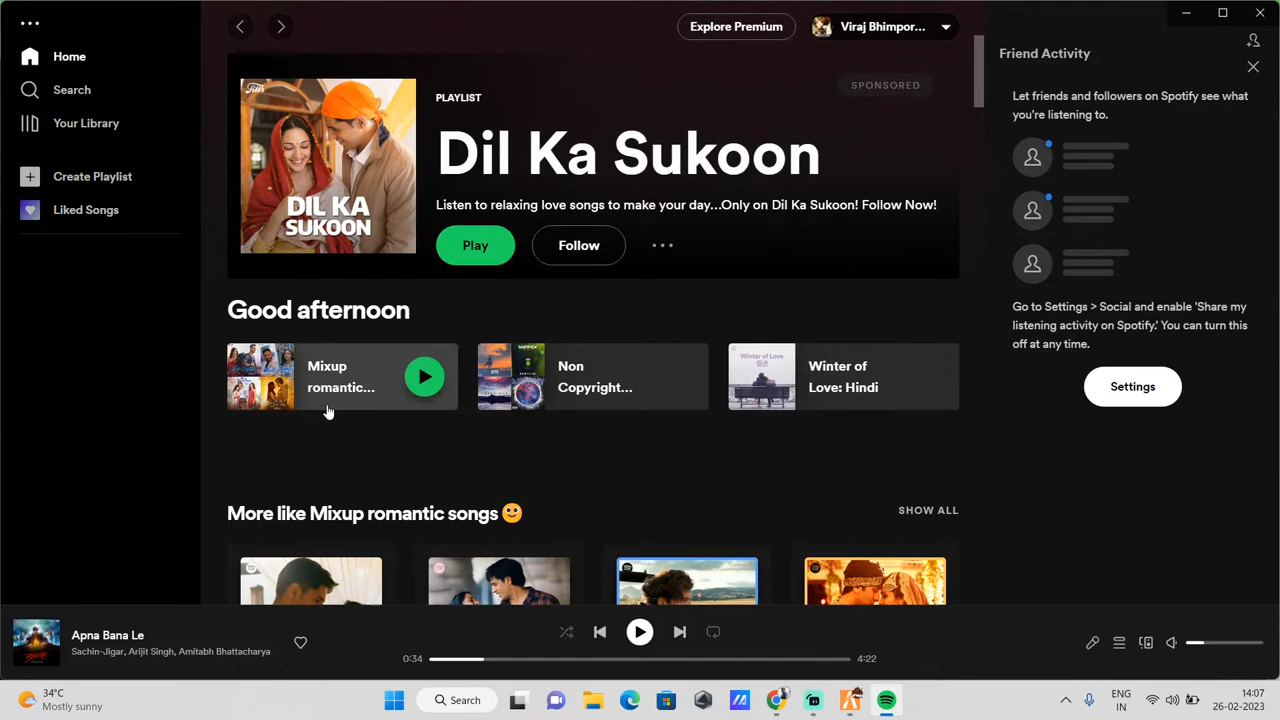 Home
Search
Your Library
Create Playlist
Liked Songs
Explore Premium
Viraj Bhimpor...
SPONSORED
PLAYLIST
Dil Ka Sukoon
Listen to relaxing love songs to make your day...Only on Dil Ka Sukoon! Follow Now!
Play
Follow
DIL KA
SUKOON
Good afternoon
Mixup
romantic...
Non
Copyright...
Winter of
Love: Hindi
More like Mixup romantic songs
SHOW ALL
Friend Activity
Let friends and followers on Spotify see what
you're listening to.
Go to Settings > Social and enable 'Share my
listening activity on Spotify.' You can turn this
off at any time.
Settings
Apna Bana Le
Sachin-Jigar, Arijit Singh, Amitabh Bhattacharya
0:34
4:22
34°C
Mostly sunny
Search
ENG
IN
14:07
26-02-2023